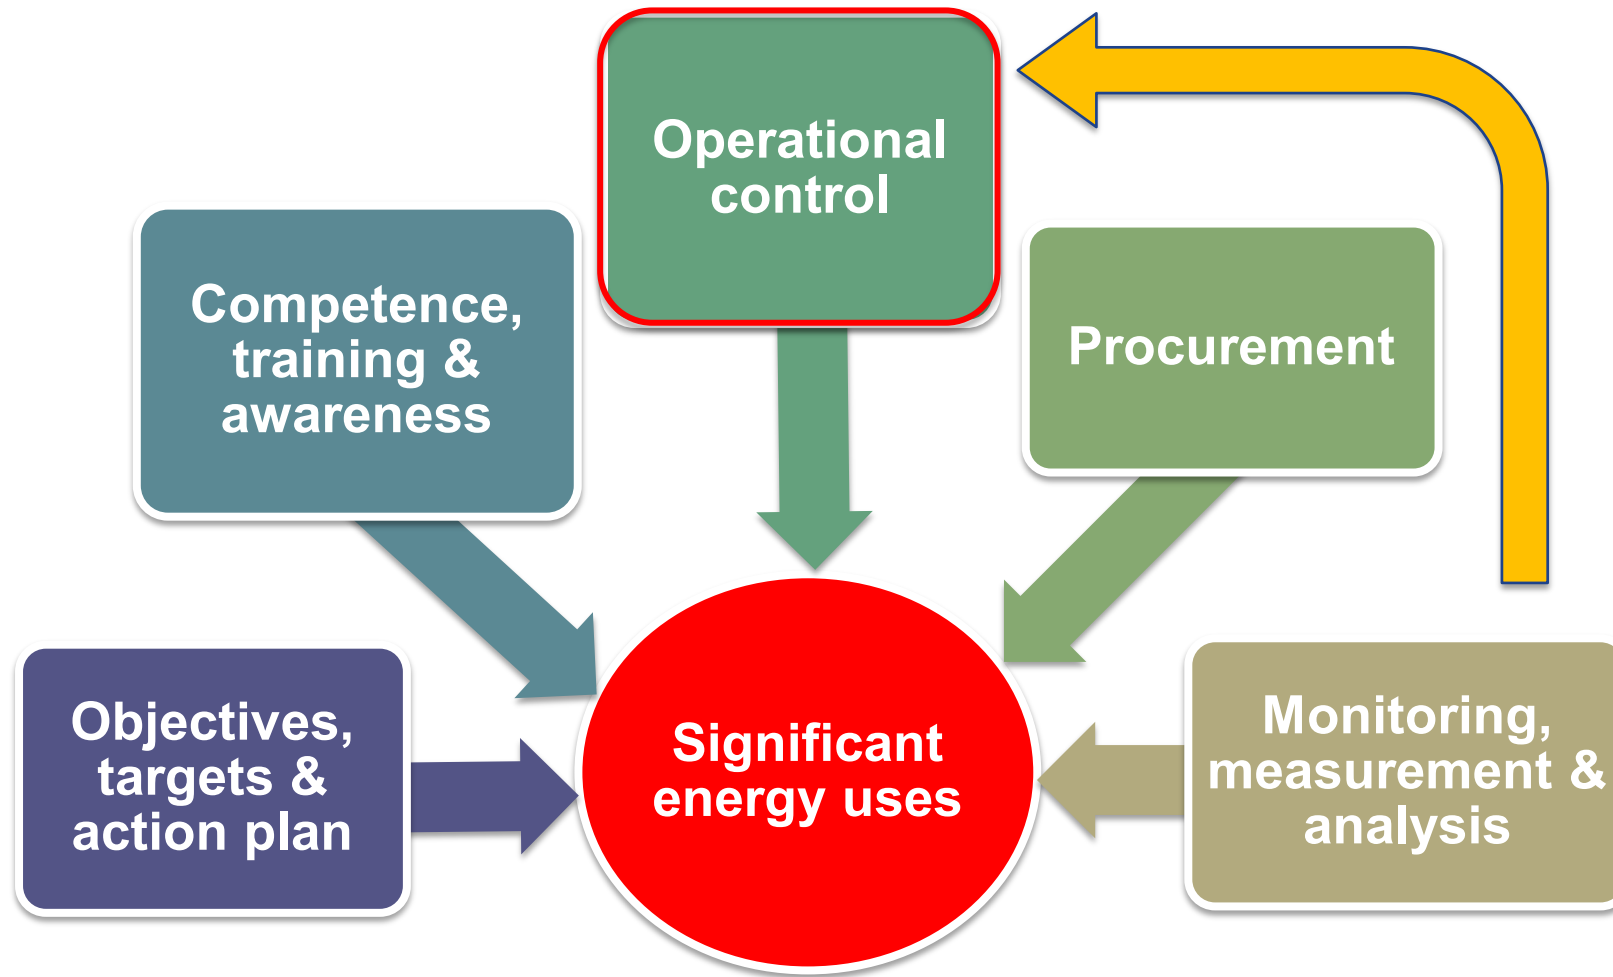 Operational
control
Competence,
training &
awareness
Procurement
Objectives,
targets &
action plan
Significant
energy uses
Monitoring,
measurement &
analysis